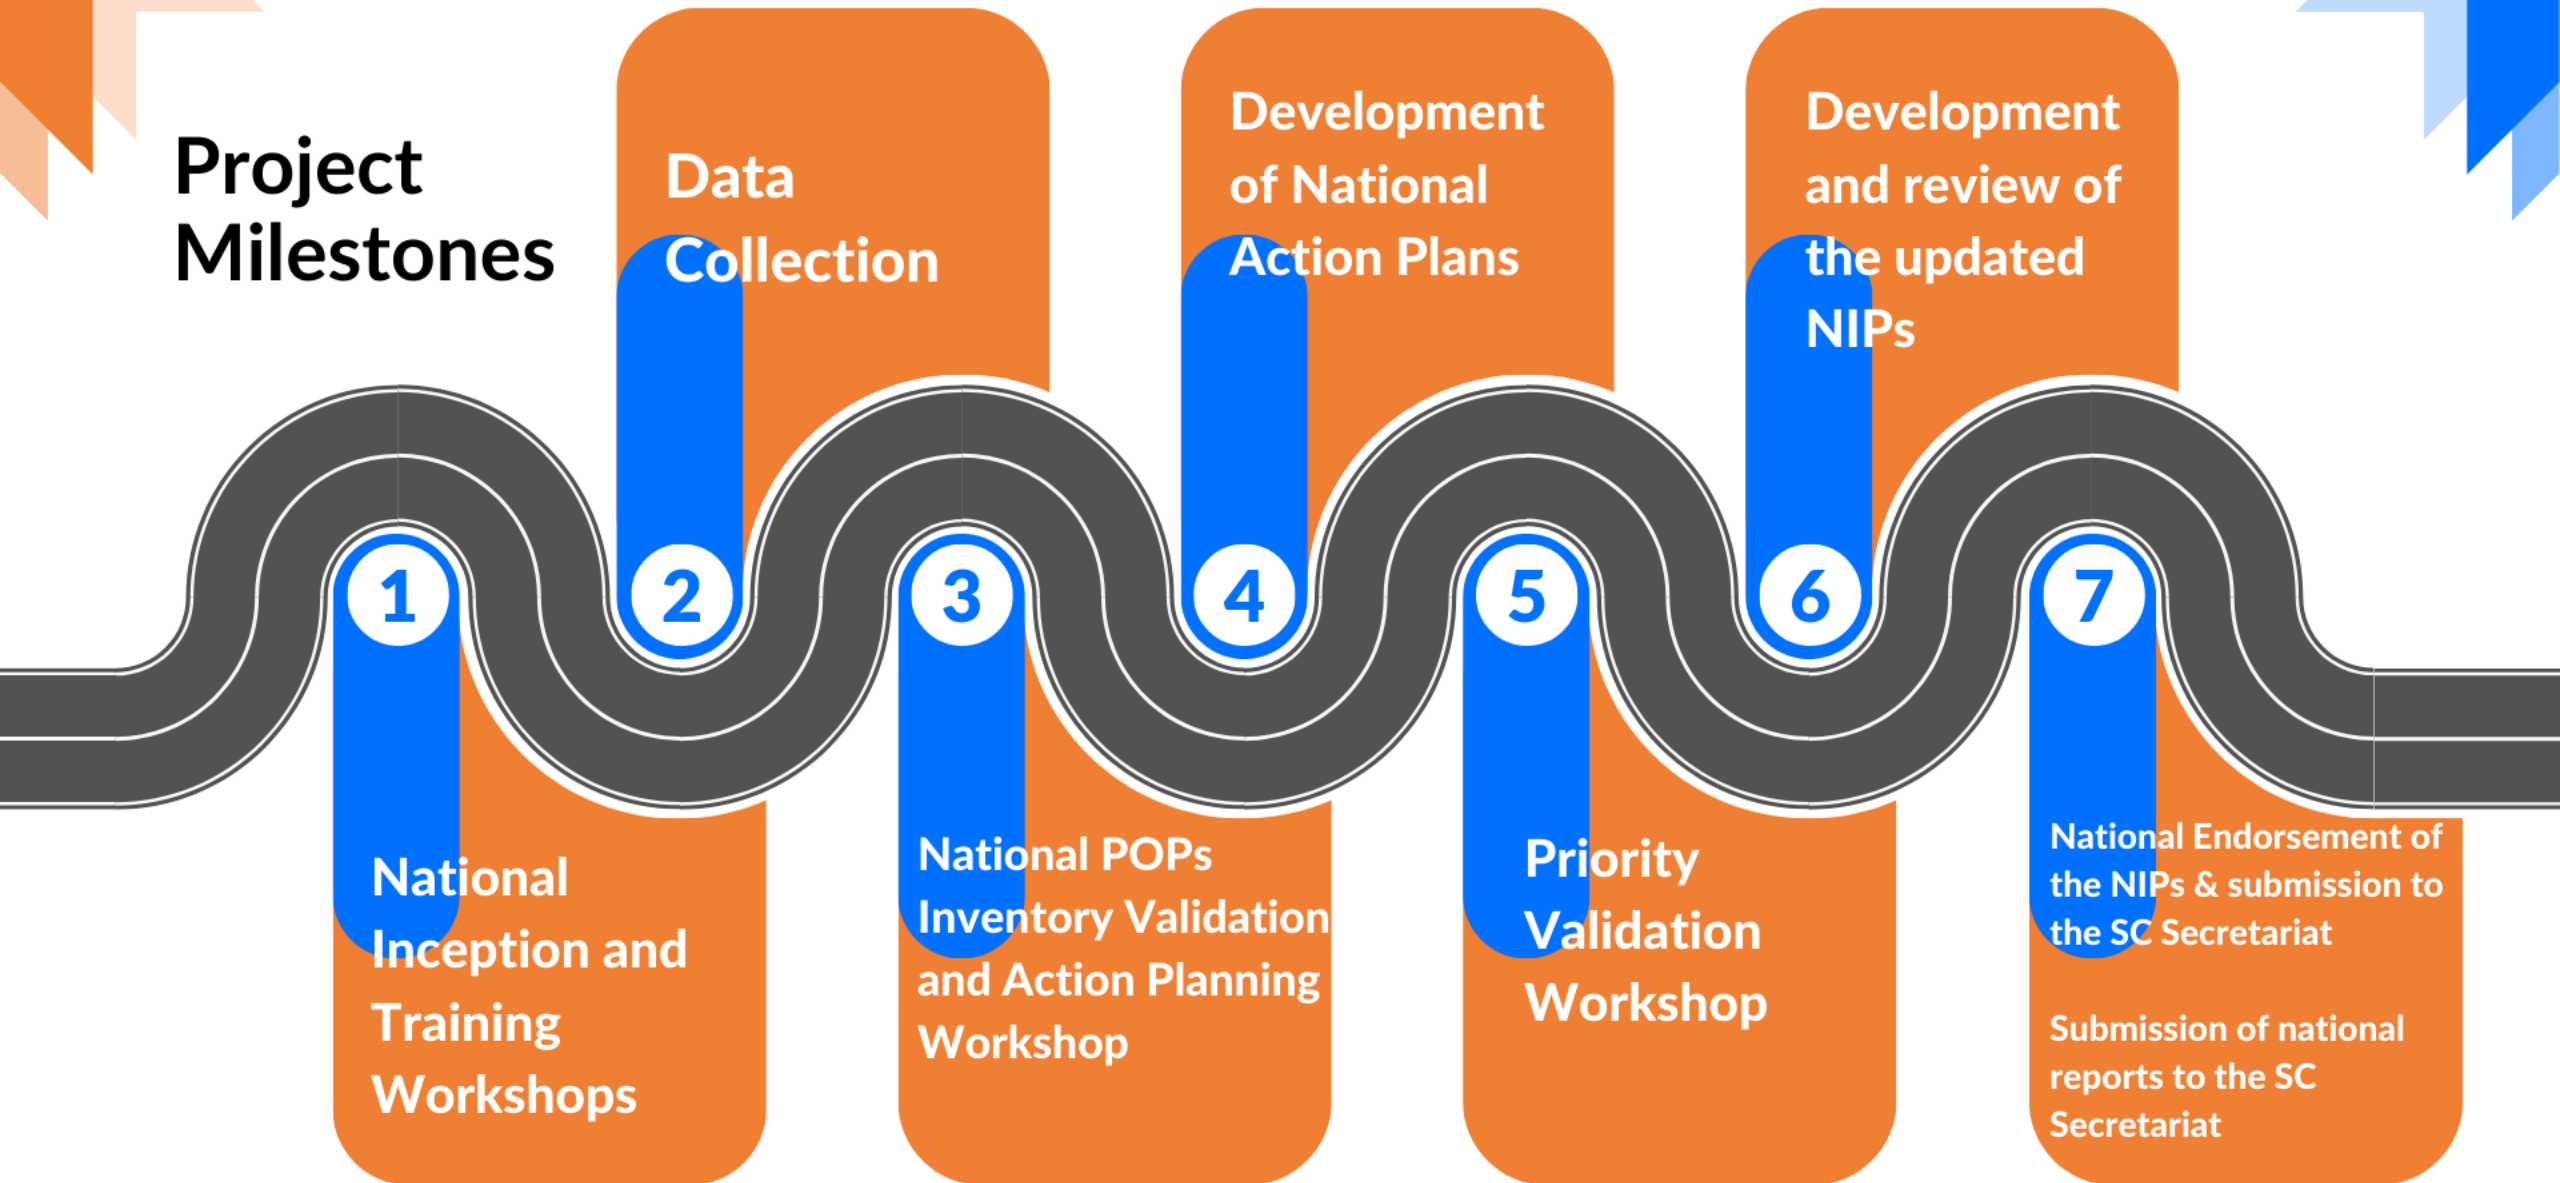 Project
Milestones
1
National
Inception and
Training
Workshops
2
Data
Collection
3
National POPs
Inventory Validation
and Action Planning
Workshop
4
Development
of National
Action Plans
5
Priority
Validation
Workshop
6
Development
and review of
the updated
NIPs
7
National Endorsement of
the NIPs & submission to
the SC Secretariat
Submission of national
reports to the SC
Secretariat